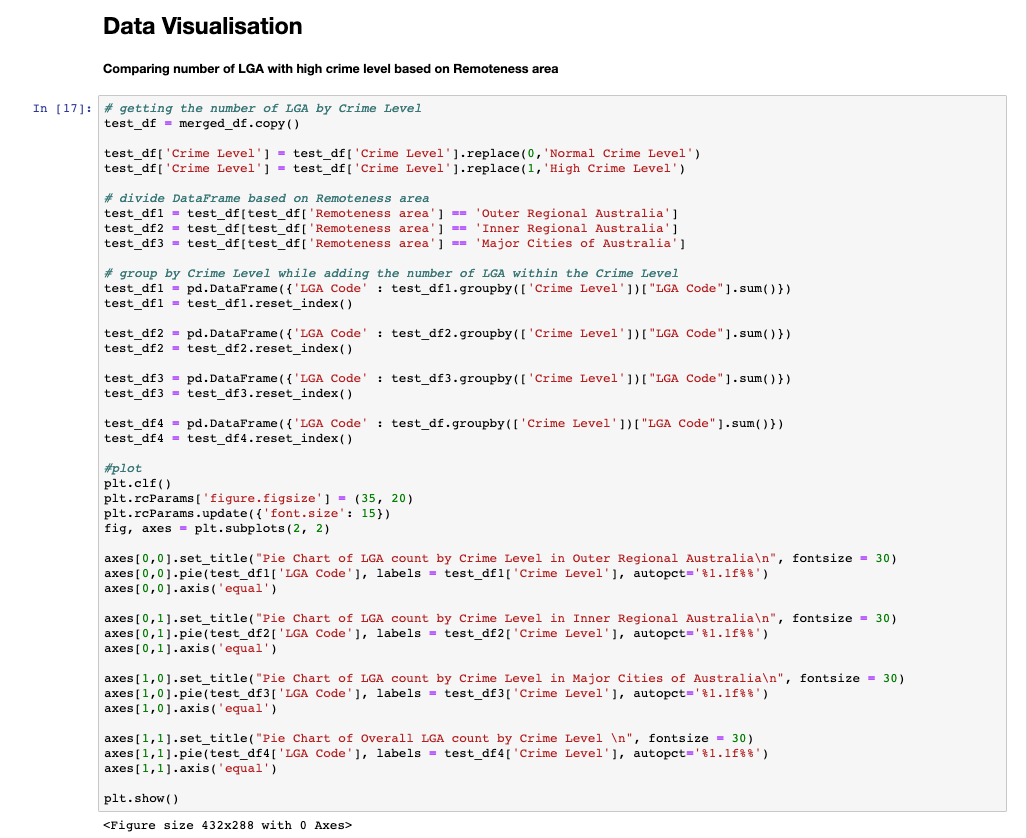 Data Visualisation
Comparing number of LGA with high crime level based on Remoteness area
In [17]:
# getting the number of LGA by Crime Level
test_df = merged_df.copy()
test_df['Crime Level'] = test_df['Crime Level'].replace(0,'Normal Crime Level')
test_df['Crime Level'] = test_df['Crime Level'].replace(1,'High Crime Level')
# divide DataFrame based on Remoteness area
test_df1 = test_df[test_df['Remoteness area'] == 'Outer Regional Australia']
test_df2 = test_df[test_df['Remoteness area'] == 'Inner Regional Australia']
test_df3 = test_df[test_df['Remoteness area'] == 'Major Cities of Australia']
# group by Crime Level while adding the number of LGA within the Crime Level
test_df1 = pd.DataFrame({'LGA Code' : test_df1.groupby(['Crime Level'])["LGA Code"].sum()})
test_df1 = test_df1.reset_index()
test_df2 = pd.DataFrame({'LGA Code' : test_df2.groupby(['Crime Level'])["LGA Code"].sum()})
test_df2 = test_df2.reset_index()
test_df3 = pd.DataFrame({'LGA Code' : test_df3.groupby(['Crime Level'])["LGA Code"].sum()})
test_df3 = test_df3.reset_index()
test_df4 = pd.DataFrame({'LGA Code' : test_df.groupby(['Crime Level'])["LGA Code"].sum()})
test_df4 = test_df4.reset_index()
#plot
plt.clf()
plt.rcParams['figure.figsize'] = (35, 20)
plt.rcParams.update({'font.size': 15})
fig, axes = plt.subplots(2, 2)
axes[0,0].set_title("Pie Chart of LGA count by Crime Level in Outer Regional Australia\n", fontsize = 30)
axes[0,0].pie(test_df1['LGA Code'], labels = test_df1['Crime Level'], autopct='%1.1f%%')
axes[0,0].axis('equal')
axes[0,1].set_title("Pie Chart of LGA count by Crime Level in Inner Regional Australia\n", fontsize = 30)
axes[0,1].pie(test_df2['LGA Code'], labels = test_df2['Crime Level'], autopct='%1.1f%%')
axes[0,1].axis('equal')
axes[1,0].set_title("Pie Chart of LGA count by Crime Level in Major Cities of Australia\n", fontsize = 30)
axes[1,0].pie(test_df3['LGA Code'], labels = test_df3['Crime Level'], autopct='%1.1f%%')
axes[1,0].axis('equal')
axes[1,1].set_title("Pie Chart of Overall LGA count by Crime Level \n", fontsize = 30)
axes[1,1].pie(test_df4['LGA Code'], labels = test_df4['Crime Level'], autopct='%1.1f%%')
axes[1,1].axis('equal')
plt.show()
<Figure size 432x288 with 0 Axes>